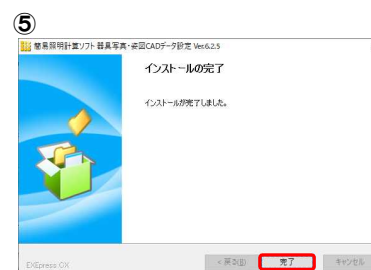 ⑤
簡易照明計算ソフト 器具写真・姿図CADデータ設定 Ver.6.2.5
インストールの完了
インストールが完了しました。
EXEpress CX
< 戻る(B) 完了 キャンセル